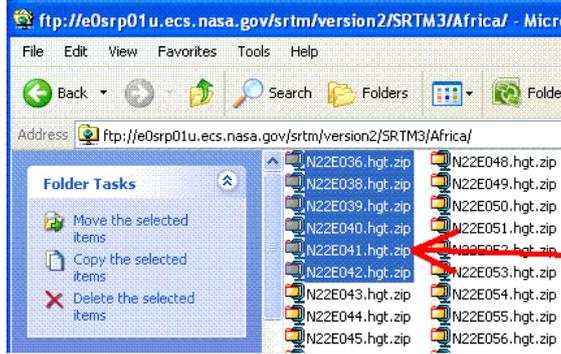 ftp://e0srp01u.ecs.nasa.gov/srtm/version2/SRTM3/Africa/ - Micr
File Edit View Favorites Tools Help
Back Search Folders Folde
Address ftp://e0srp01u.ecs.nasa.gov/srtm/version2/SRTM3/Africa/
Folder Tasks
Move the selected
items
Copy the selected
items
Delete the selected
items
N22E036.hgt.zip N22E048.hgt.zip
N22E038.hgt.zip N22E049.hgt.zip
N22E039.hgt.zip N22E050.hgt.zip
N22E040.hgt.zip N22E051.hgt.zip
N22E041.hgt.zip N22E052.hgt.zip
N22E042.hgt.zip N22E053.hgt.zip
N22E043.hgt.zip N22E054.hgt.zip
N22E044.hgt.zip N22E055.hgt.zip
N22E045.hgt.zip N22E056.hgt.zip